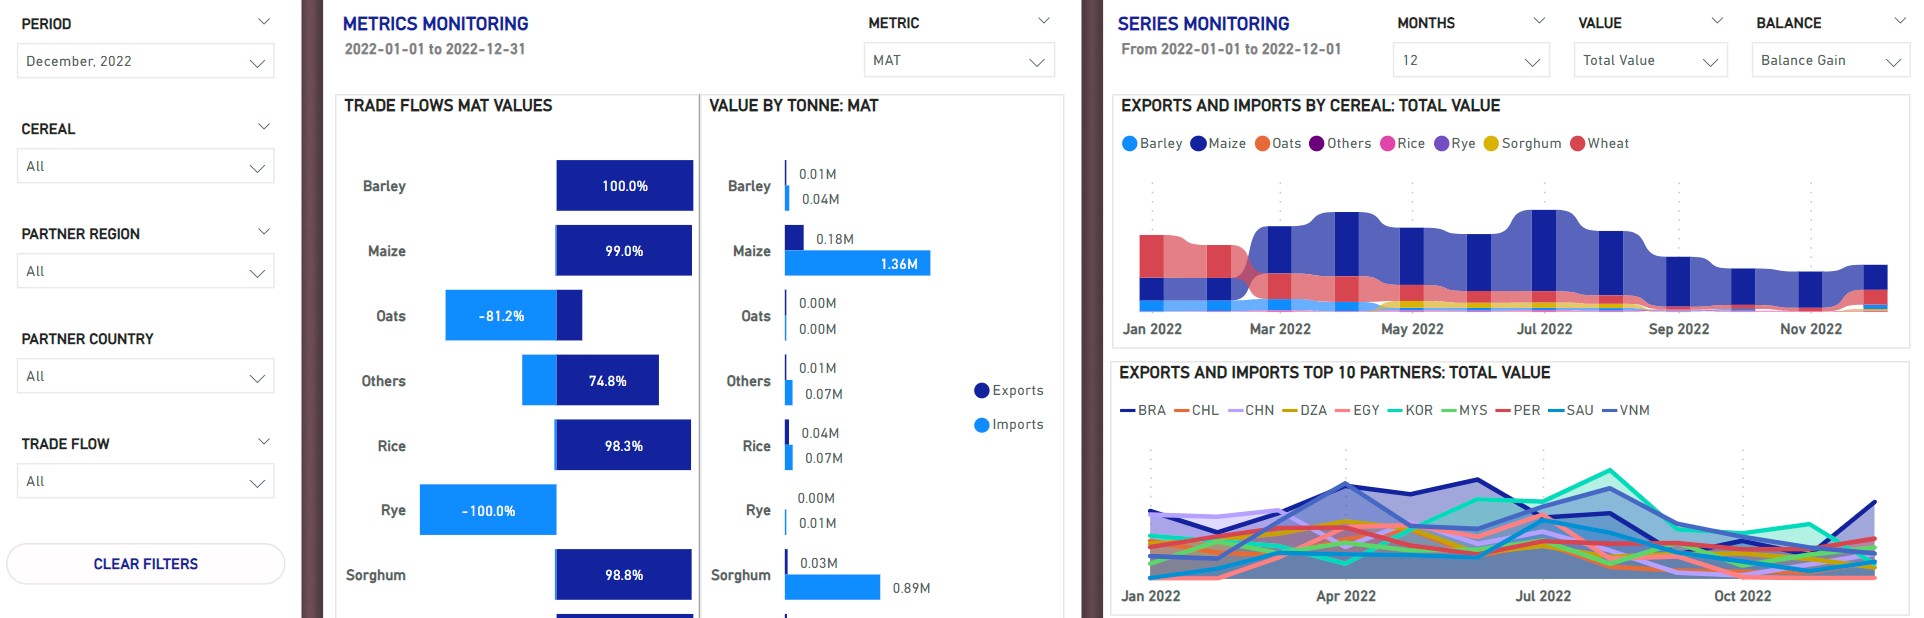 PERIOD
December, 2022
CEREAL
All
PARTNER REGION
All
PARTNER COUNTRY
All
TRADE FLOW
All
CLEAR FILTERS
METRICS MONITORING
2022-01-01 to 2022-12-31
METRIC
MAT
TRADE FLOWS MAT VALUES
Barley 100.0%
Maize 99.0%
Oats -81.2%
Others 74.8%
Rice 98.3%
Rye -100.0%
Sorghum 98.8%
VALUE BY TONNE: MAT
Barley 0.01M
0.04M
Maize 0.18M
1.36M
Oats 0.00M
0.00M
Others 0.01M
0.07M
Rice 0.04M
0.07M
Rye 0.00M
0.01M
Sorghum 0.03M
0.89M
Exports
Imports
SERIES MONITORING
From 2022-01-01 to 2022-12-01
MONTHS
12
VALUE
Total Value
BALANCE
Balance Gain
EXPORTS AND IMPORTS BY CEREAL: TOTAL VALUE
Barley Maize Oats Others Rice Rye Sorghum Wheat
Jan 2022 Mar 2022 May 2022 Jul 2022 Sep 2022 Nov 2022
EXPORTS AND IMPORTS TOP 10 PARTNERS: TOTAL VALUE
BRA CHL CHN DZA EGY KOR MYS PER SAU VNM
Jan 2022 Apr 2022 Jul 2022 Oct 2022